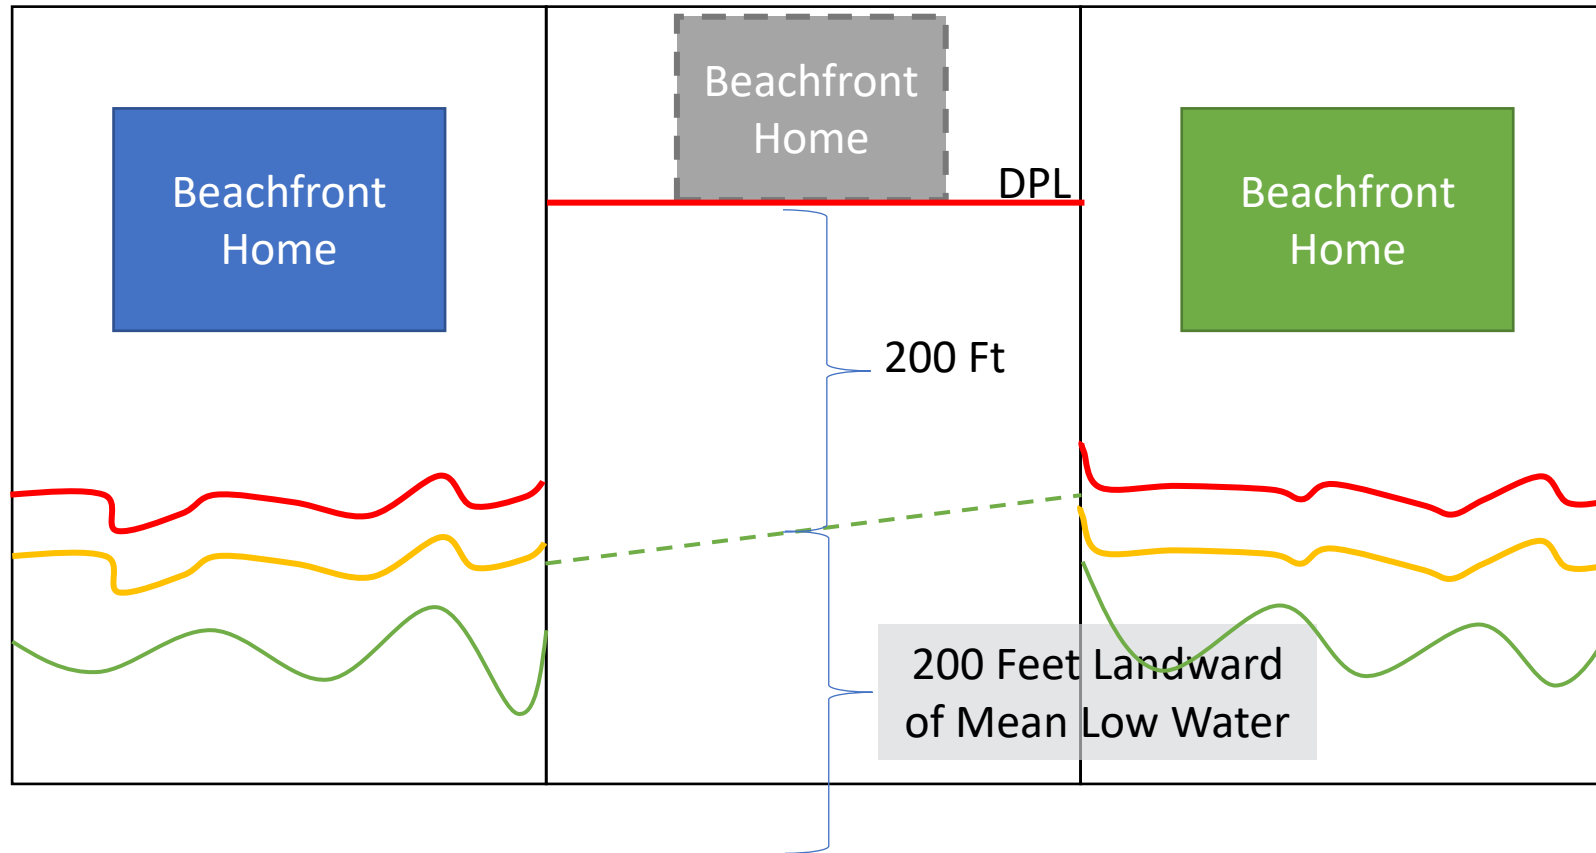 Beachfront
Home
Beachfront
Home
DPL
Beachfront
Home
200 Ft
200 Feet Landward
of Mean Low Water